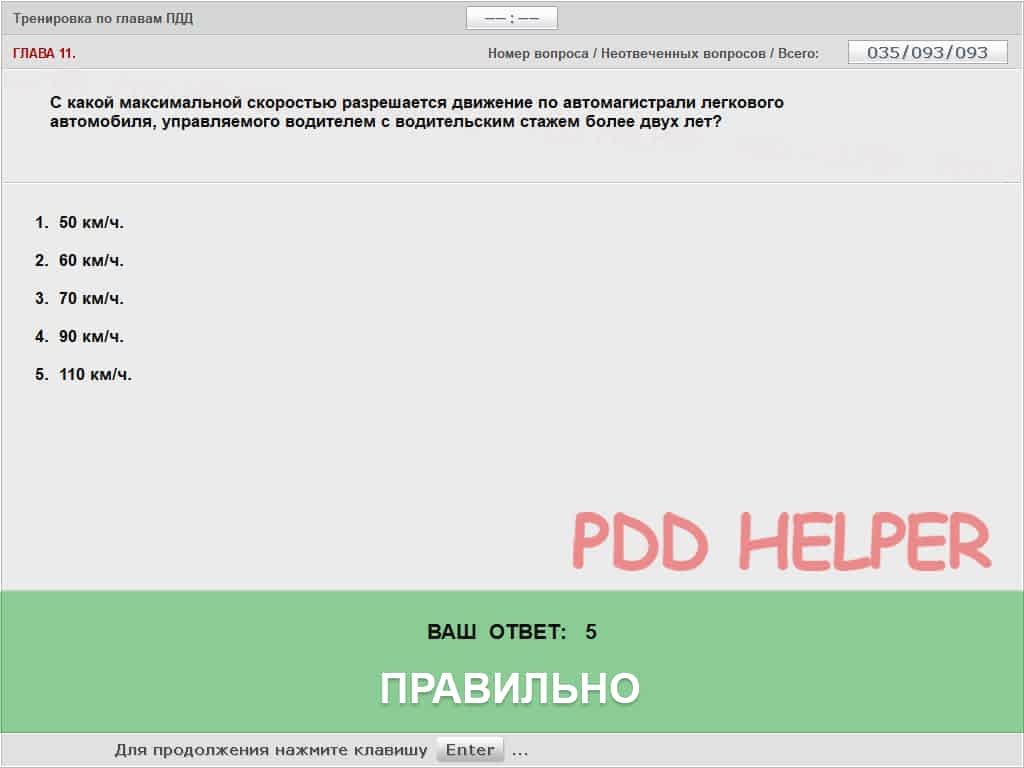 Тренировка по главам ПДД
—— : ——
ГЛАВА 11.
Номер вопроса / Неотвеченных вопросов / Всего:
035/093/093
С какой максимальной скоростью разрешается движение по автомагистрали легкового
автомобиля, управляемого водителем с водительским стажем более двух лет?
1. 50 км/ч.
2. 60 км/ч.
3. 70 км/ч.
4. 90 км/ч.
5. 110 км/ч.
PDD HELPER
ВАШ ОТВЕТ: 5
ПРАВИЛЬНО
Для продолжения нажмите клавишу Enter ...